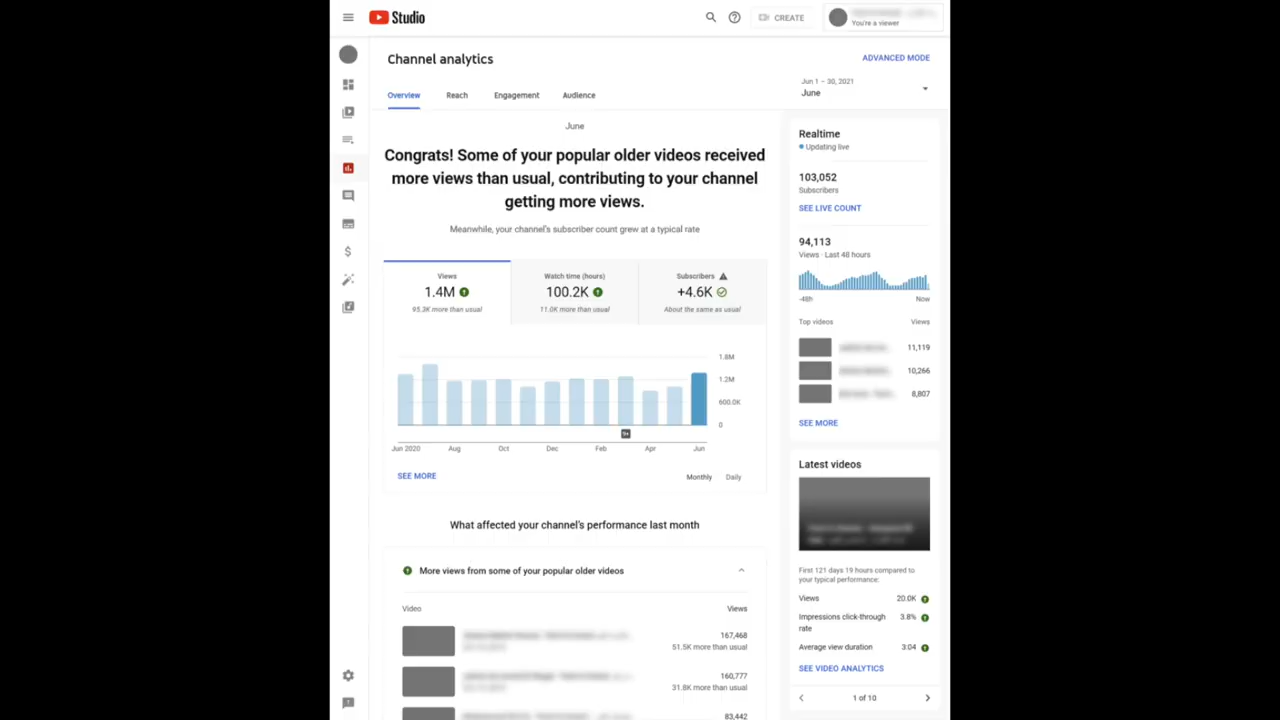 Studio
CREATE
You're a viewer
Channel analytics
ADVANCED MODE
Jun 1 – 30, 2021
June
Overview
Reach
Engagement
Audience
June
Congrats! Some of your popular older videos received
more views than usual, contributing to your channel
getting more views.
Meanwhile, your channel's subscriber count grew at a typical rate
Views
1.4M
95.3K more than usual
Watch time (hours)
100.2K
11.0K more than usual
Subscribers
+4.6K
About the same as usual
1.8M
1.2M
600.0K
0
9+
Jun 2020
Aug
Oct
Dec
Feb
Apr
Jun
SEE MORE
Monthly
Daily
What affected your channel's performance last month
More views from some of your popular older videos
Video
Views
167,468
51.5K more than usual
160,777
31.8K more than usual
83,442
Realtime
Updating live
103,052
Subscribers
SEE LIVE COUNT
94,113
Views · Last 48 hours
-48h
Now
Top videos
Views
11,119
10,266
8,807
SEE MORE
Latest videos
First 121 days 19 hours compared to
your typical performance:
Views
20.0K
Impressions click-through
rate
3.8%
Average view duration
3:04
SEE VIDEO ANALYTICS
1 of 10